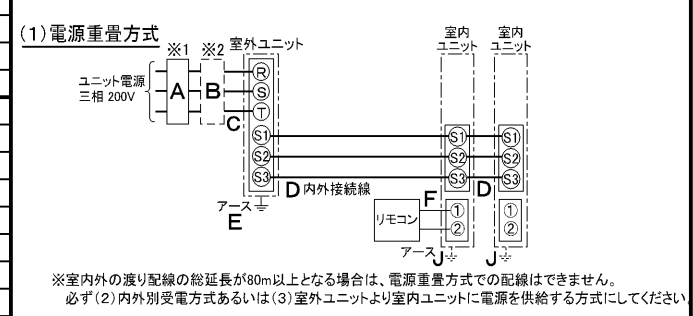 (1)電源重畳方式
※1 ※2 室外ユニット
室内
ユニット
室内
ユニット
ユニット電源
三相 200V
A
B
C
R
S
T
S1
S2
S3
S1
S2
S3
S1
S2
S3
D 内外接続線
D
アース
E
F
リモコン
①
②
①
②
アース J
J
※室内外の渡り配線の総延長が80m以上となる場合は、電源重畳方式での配線はできません。
必ず(2)内外別受電方式あるいは(3)室外ユニットより室内ユニットに電源を供給する方式にしてください